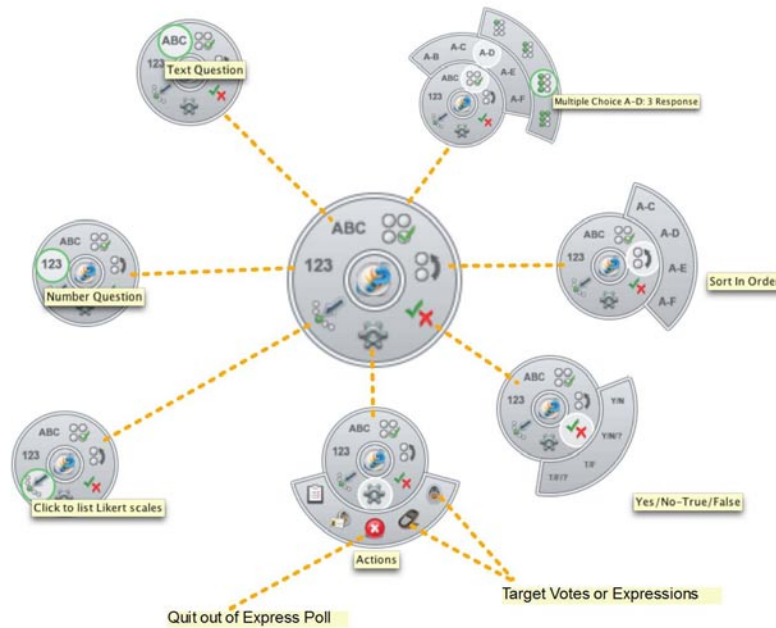 ABC
123
Text Question
A-B
A-C
A-D
A-E
A-F
ABC
123
Multiple Choice A-D: 3 Response
ABC
123
ABC
123
Number Question
A-C
A-D
A-E
A-F
ABC
123
Sort In Order
ABC
123
Click to list Likert scales
ABC
123
Actions
ABC
123
Y/N
Y/N/?
T/F
T/F/?
Yes/No-True/False
Quit out of Express Poll
Target Votes or Expressions